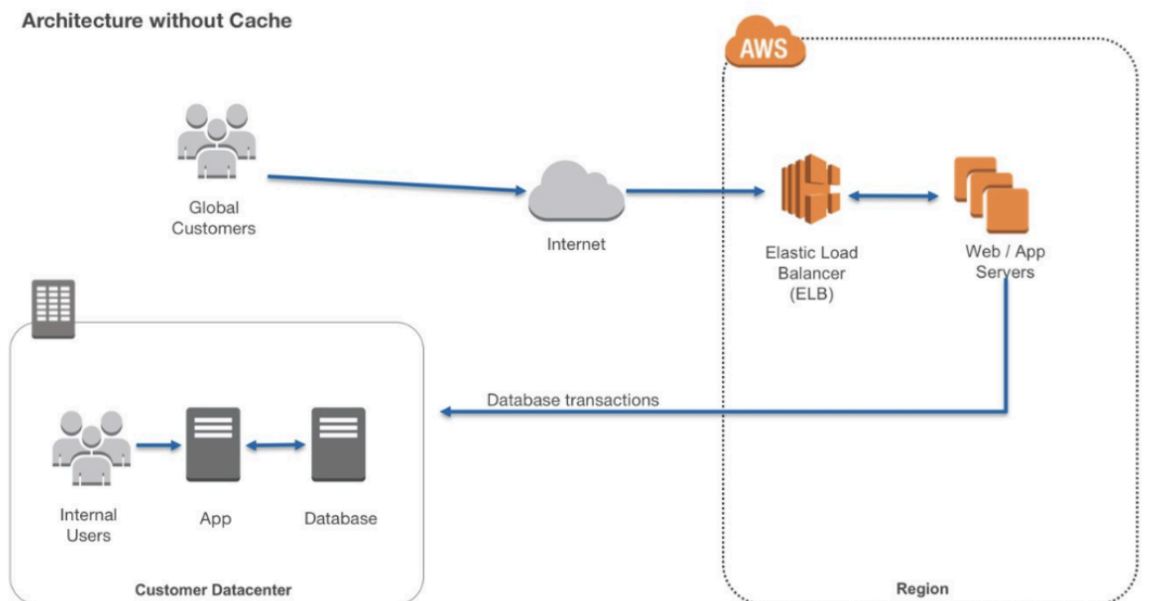 Architecture without Cache
AWS
Global
Customers
Internet
Elastic Load
Balancer
(ELB)
Web / App
Servers
Database transactions
Internal
Users
App
Database
Customer Datacenter
Region